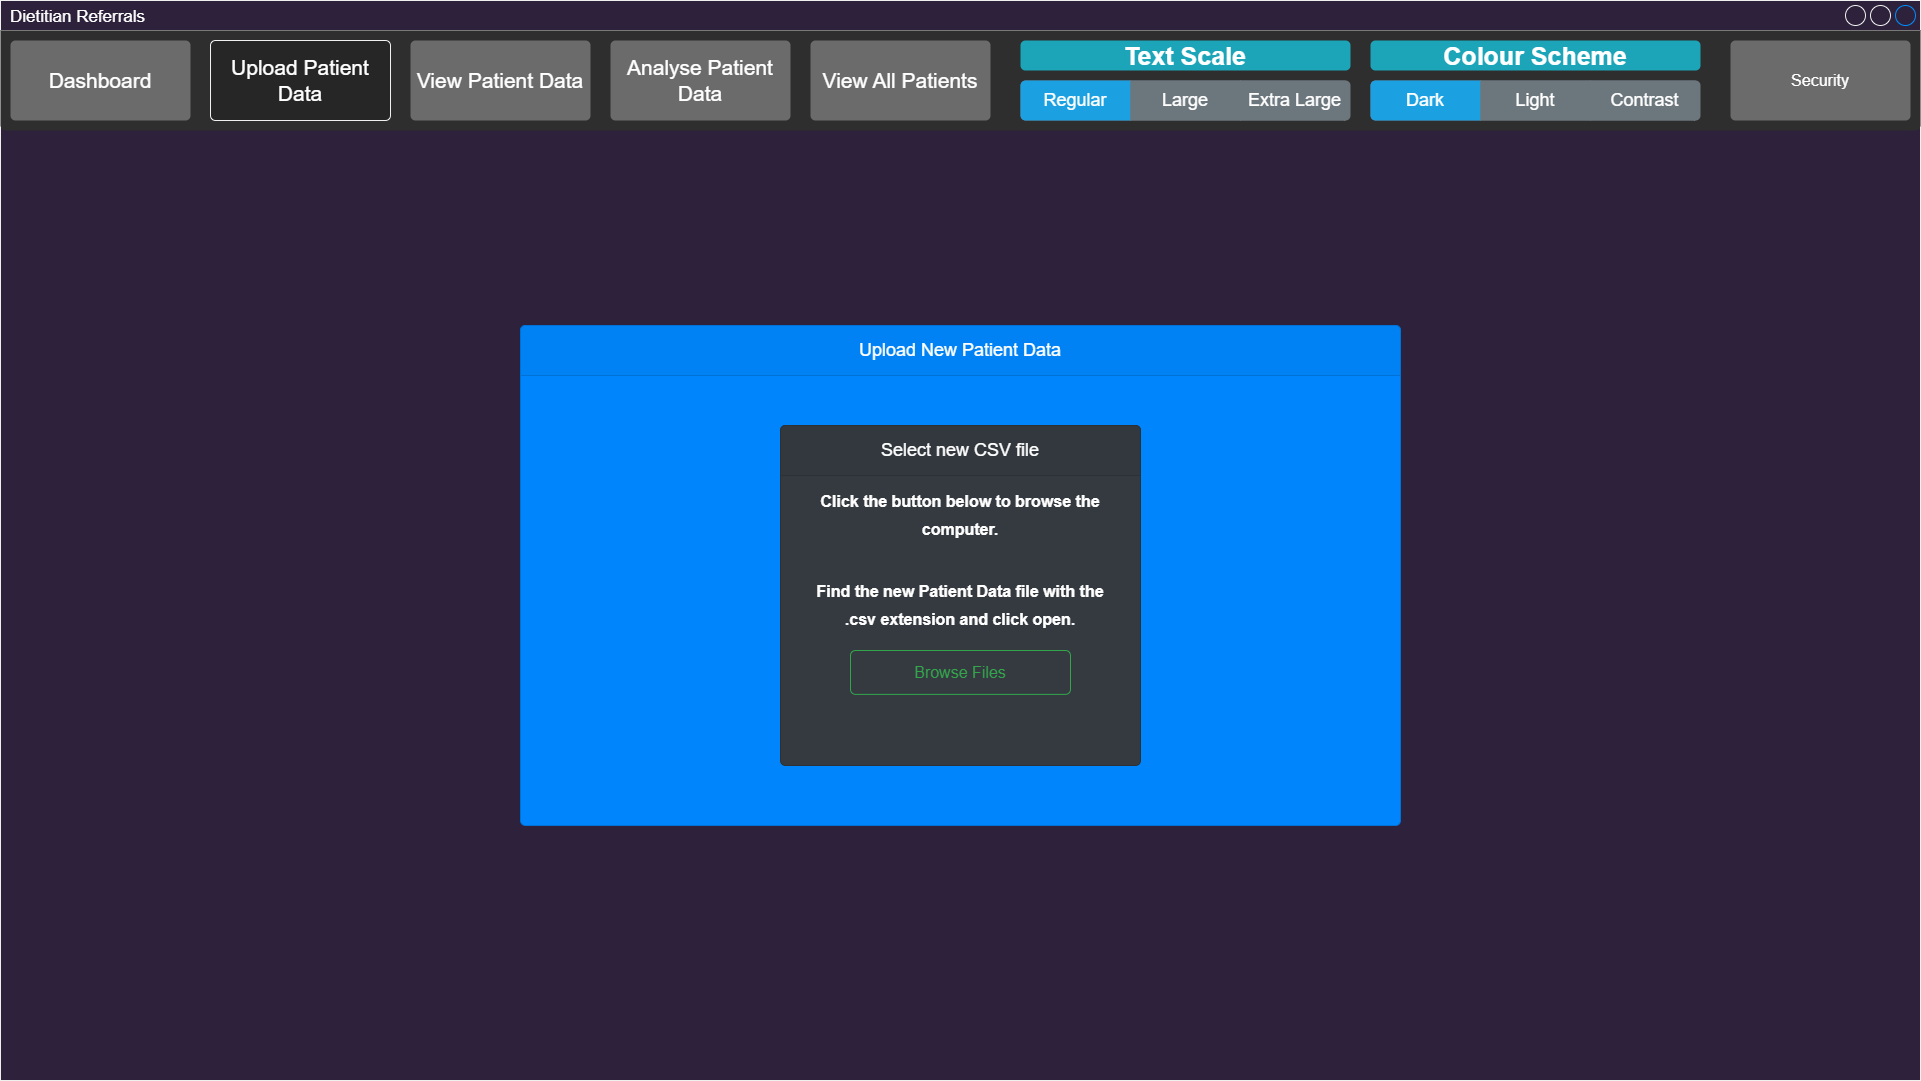 Dietitian Referrals
Dashboard
Upload Patient
Data
View Patient Data
Analyse Patient
Data
View All Patients
Text Scale
Regular
Large
Extra Large
Colour Scheme
Dark
Light
Contrast
Security
Upload New Patient Data
Select new CSV file
Click the button below to browse the
computer.
Find the new Patient Data file with the
.csv extension and click open.
Browse Files